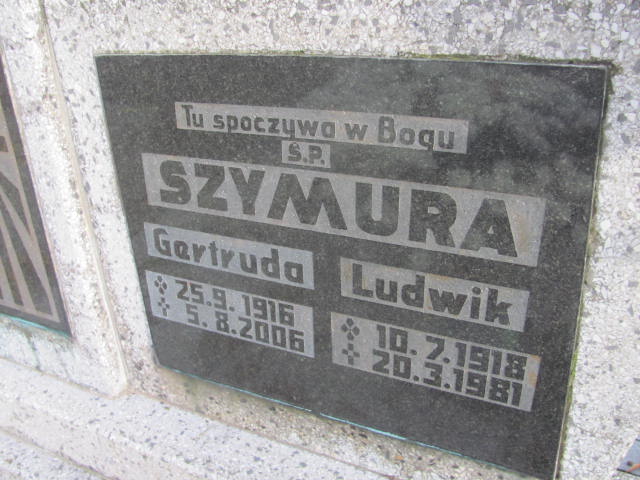 Tu spoczywa w Bogu
Ś.P.
SZYMURA
Gertruda
25.9.1916
5.8.2006
Ludwik
10.7.1918
20.3.1981